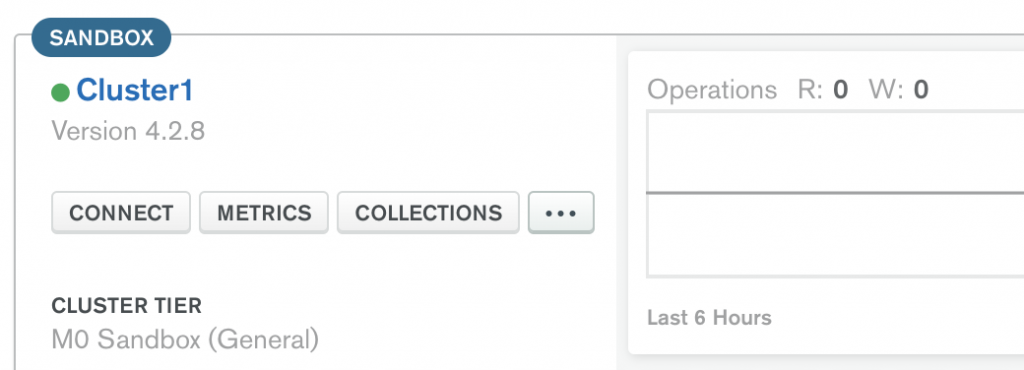 SANDBOX
Cluster1
Version 4.2.8
CONNECT METRICS COLLECTIONS ...
CLUSTER TIER
M0 Sandbox (General)
Operations R: 0 W: 0
Last 6 Hours